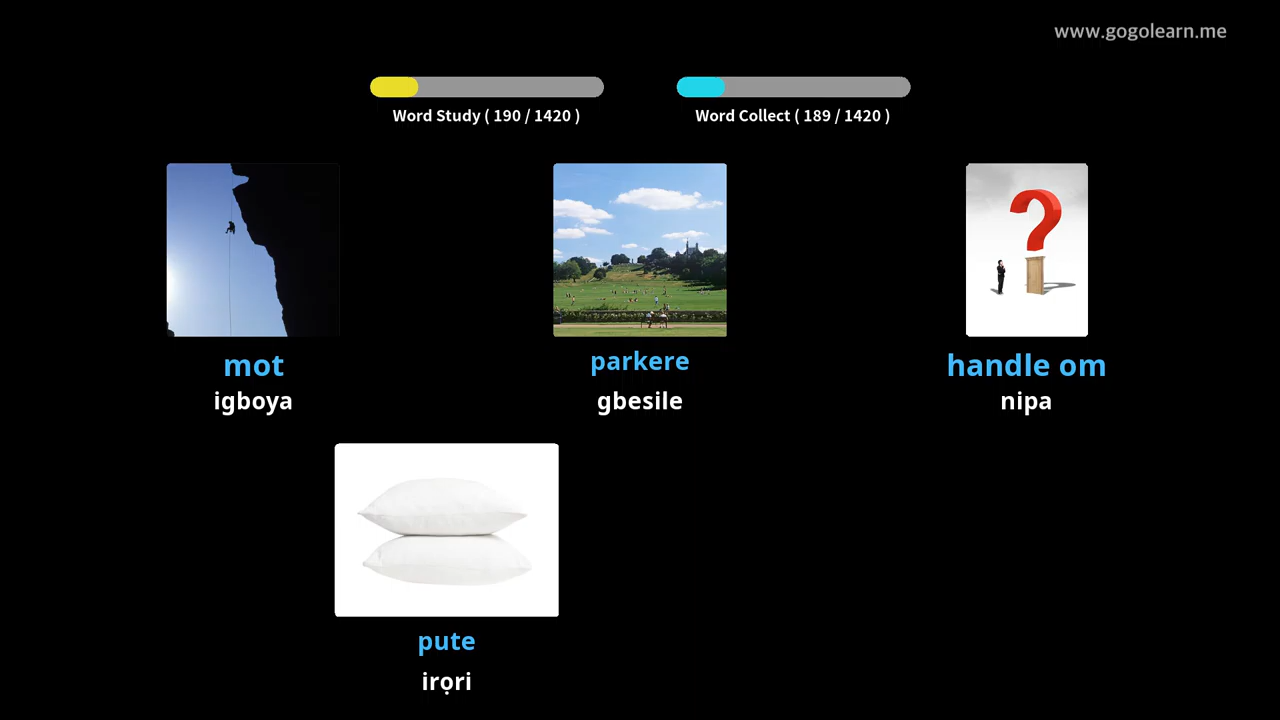 www.gogolearn.me
Word Study ( 190 / 1420 )
Word Collect ( 189 / 1420 )
mot
igboya
parkere
gbesile
handle om
nipa
pute
irọri